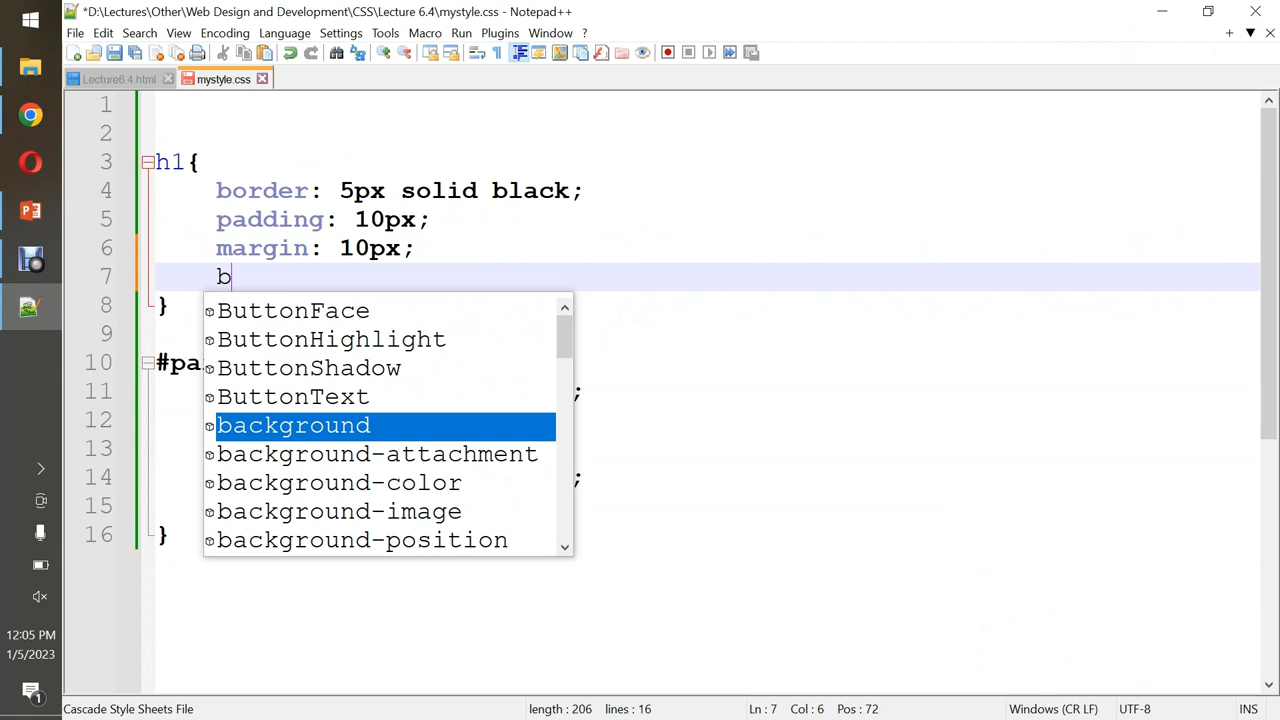 *D:\Lectures\Other\Web Design and Development\CSS\Lecture 6.4\mystyle.css - Notepad++
File Edit Search View Encoding Language Settings Tools Macro Run Plugins Window ?
Lecture6.4.html mystyle.css
1
2
3 h1{
4 border: 5px solid black;
5 padding: 10px;
6 margin: 10px;
7 b
8 }
ButtonFace
9
ButtonHighlight
10 #pa
ButtonShadow
11 ;
ButtonText
12
background
13
background-attachment
14 ;
background-color
15
background-image
16 }
background-position
12:05 PM
1/5/2023
1
Cascade Style Sheets File length : 206 lines : 16 Ln : 7 Col : 6 Pos : 72 Windows (CR LF) UTF-8 INS